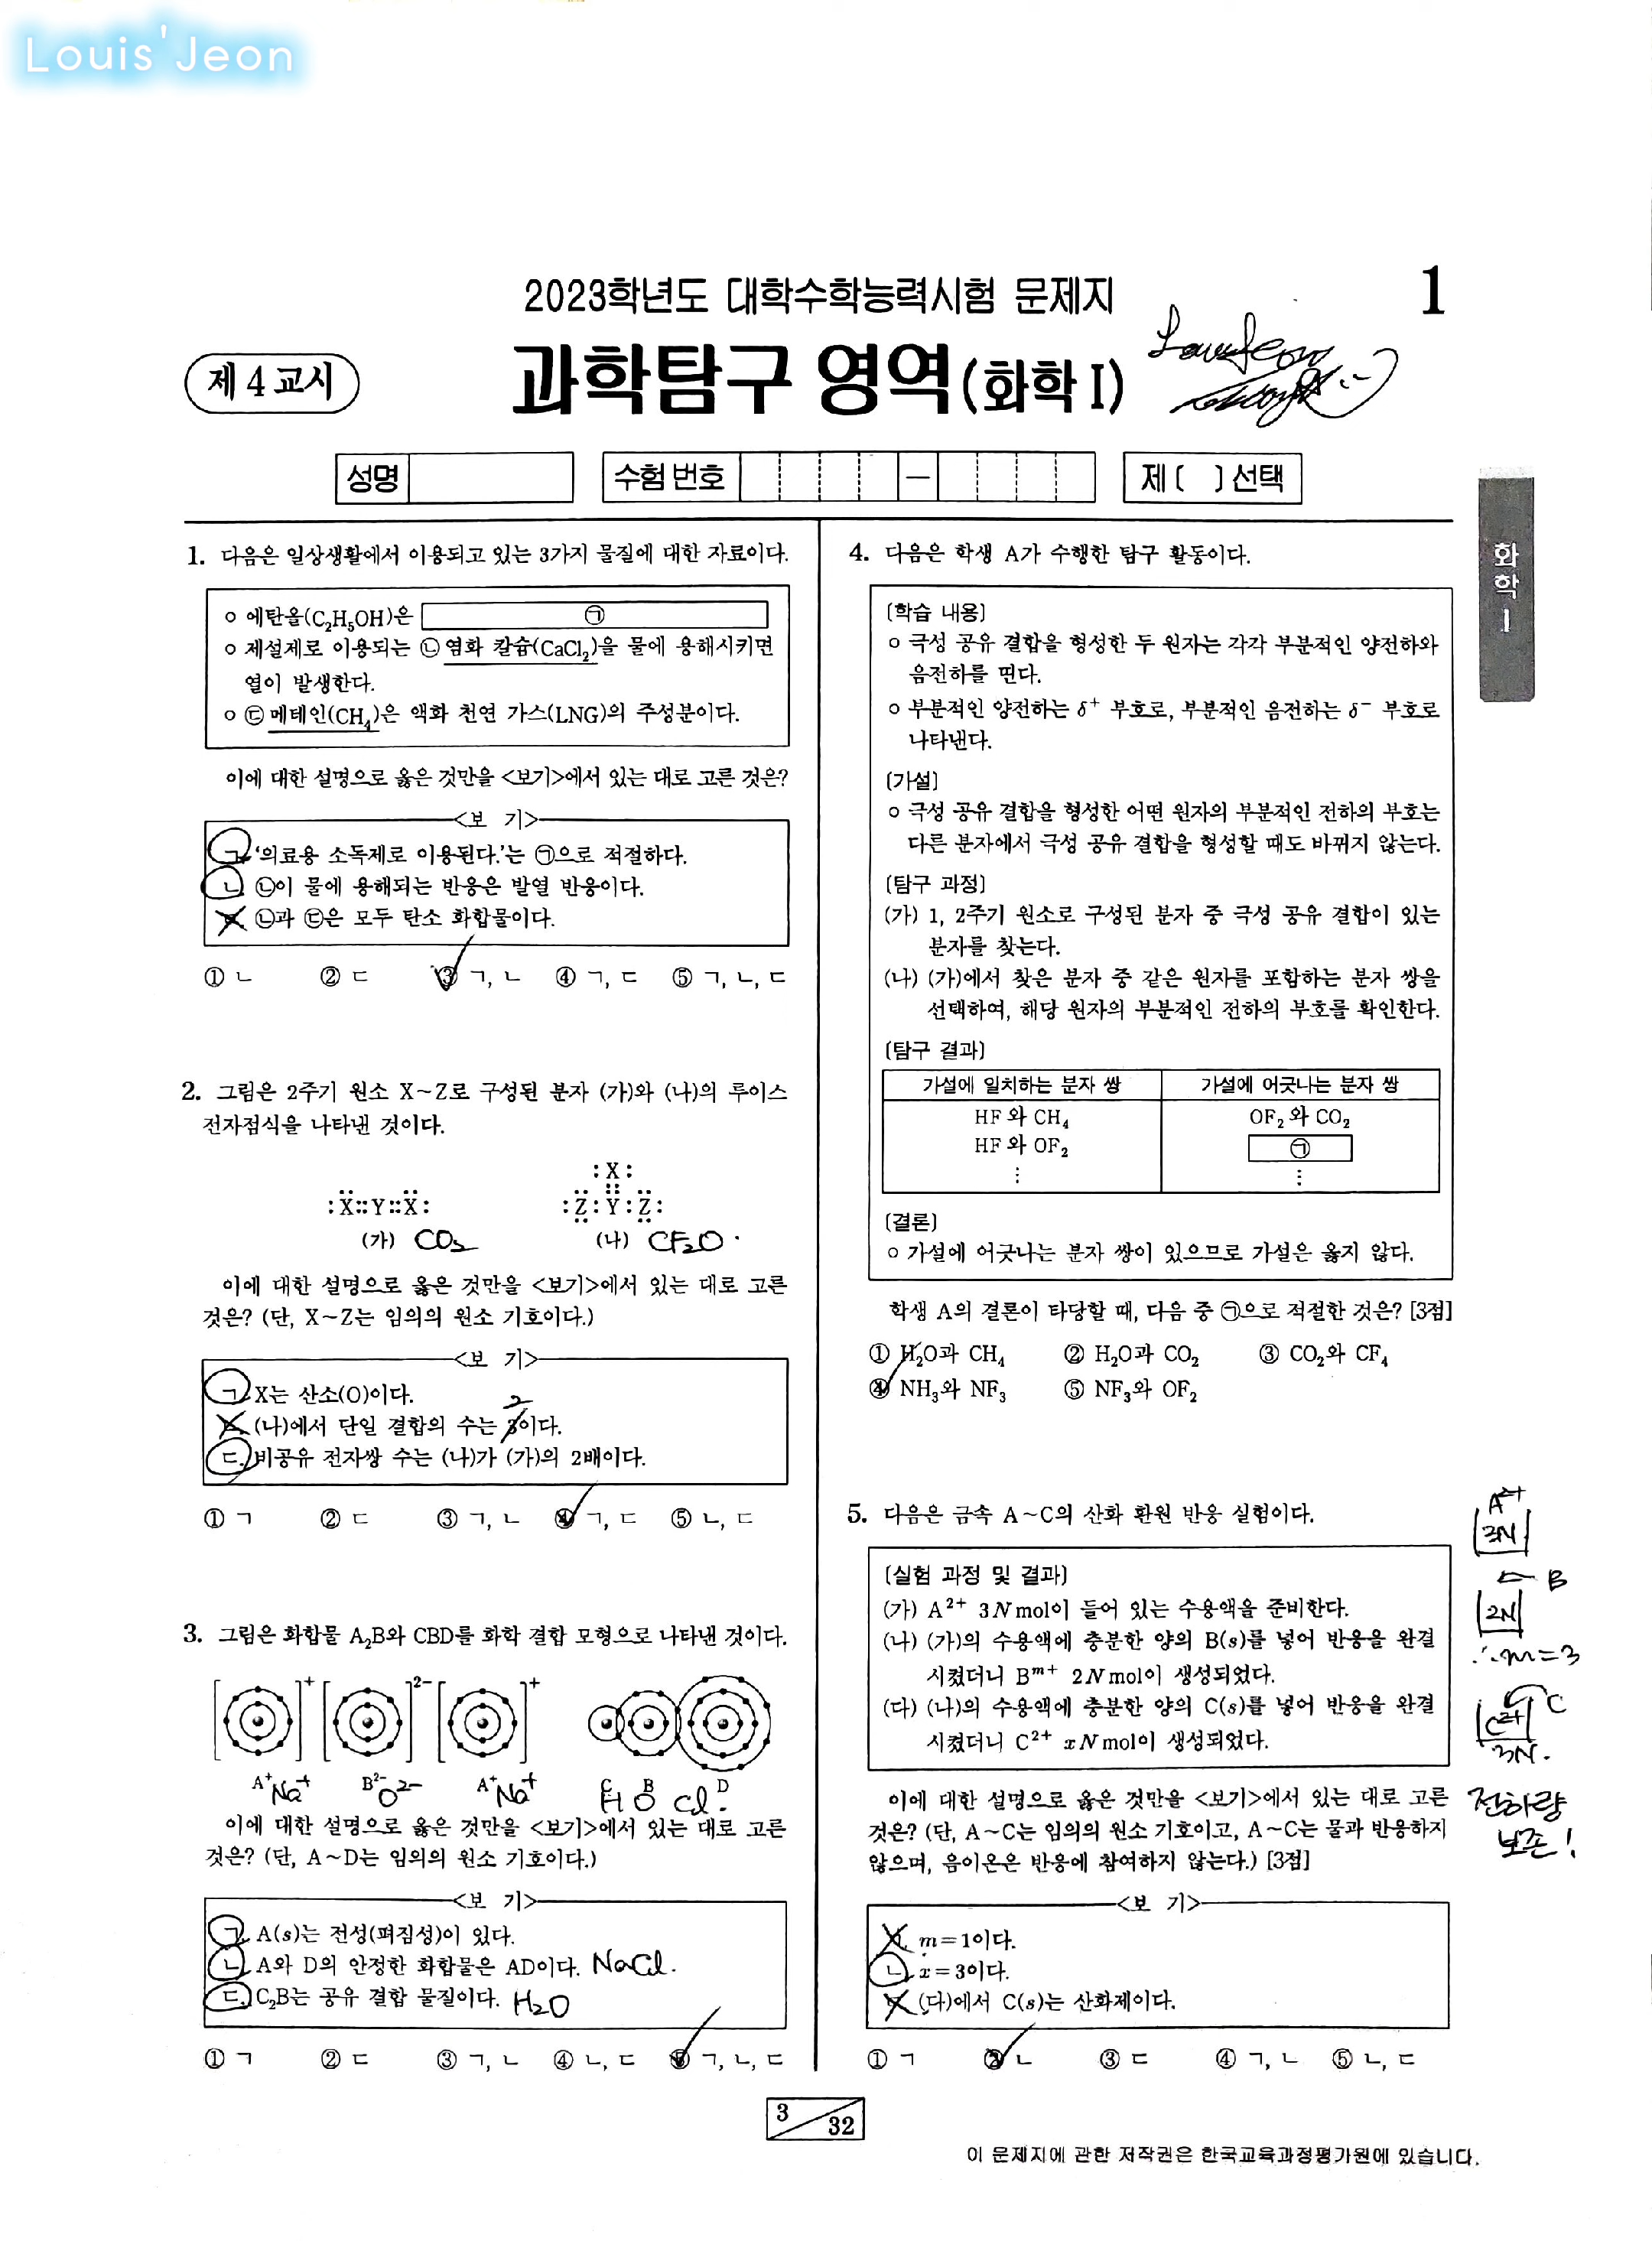 Louis'Jeon
2023학년도 대학수학능력시험 문제지
1
제 4 교시
과학탐구 영역(화학Ⅰ)
성명
수험 번호
—
제 [ ] 선택
화학Ⅰ
1. 다음은 일상생활에서 이용되고 있는 3가지 물질에 대한 자료이다.
○ 에탄올(C₂H₅OH)은 ㉠
○ 제설제로 이용되는 ㉡ 염화 칼슘(CaCl₂)을 물에 용해시키면
열이 발생한다.
○ ㉢ 메테인(CH₄)은 액화 천연 가스(LNG)의 주성분이다.
이에 대한 설명으로 옳은 것만을 <보기>에서 있는 대로 고른 것은?
<보 기>
ㄱ. ‘의료용 소독제로 이용된다.’는 ㉠으로 적절하다.
ㄴ. ㉡이 물에 용해되는 반응은 발열 반응이다.
ㄷ. ㉡과 ㉢은 모두 탄소 화합물이다.
① ㄴ ② ㄷ ③ ㄱ, ㄴ ④ ㄱ, ㄷ ⑤ ㄱ, ㄴ, ㄷ
2. 그림은 2주기 원소 X~Z로 구성된 분자 (가)와 (나)의 루이스
전자점식을 나타낸 것이다.
:X::Y::X:
:X:
:Z:Y:Z:
(가) CO₂
(나) CF₂O
이에 대한 설명으로 옳은 것만을 <보기>에서 있는 대로 고른
것은? (단, X~Z는 임의의 원소 기호이다.)
<보 기>
ㄱ. X는 산소(O)이다.
2
ㄴ. (나)에서 단일 결합의 수는 3이다.
ㄷ. 비공유 전자쌍 수는 (나)가 (가)의 2배이다.
① ㄱ ② ㄷ ③ ㄱ, ㄴ ④ ㄱ, ㄷ ⑤ ㄴ, ㄷ
3. 그림은 화합물 A₂B와 CBD를 화학 결합 모형으로 나타낸 것이다.
+ 2− +
A⁺ B²⁻ A⁺ C B D
Na⁺ O²⁻ Na⁺ H O Cl.
이에 대한 설명으로 옳은 것만을 <보기>에서 있는 대로 고른
것은? (단, A~D는 임의의 원소 기호이다.)
<보 기>
ㄱ. A(s)는 전성(펴짐성)이 있다.
ㄴ. A와 D의 안정한 화합물은 AD이다. NaCl.
ㄷ. C₂B는 공유 결합 물질이다. H₂O
① ㄱ ② ㄷ ③ ㄱ, ㄴ ④ ㄴ, ㄷ ⑤ ㄱ, ㄴ, ㄷ
4. 다음은 학생 A가 수행한 탐구 활동이다.
[학습 내용]
○ 극성 공유 결합을 형성한 두 원자는 각각 부분적인 양전하와
음전하를 띤다.
○ 부분적인 양전하는 δ⁺ 부호로, 부분적인 음전하는 δ⁻ 부호로
나타낸다.
[가설]
○ 극성 공유 결합을 형성한 어떤 원자의 부분적인 전하의 부호는
다른 분자에서 극성 공유 결합을 형성할 때도 바뀌지 않는다.
[탐구 과정]
(가) 1, 2주기 원소로 구성된 분자 중 극성 공유 결합이 있는
분자를 찾는다.
(나) (가)에서 찾은 분자 중 같은 원자를 포함하는 분자 쌍을
선택하여, 해당 원자의 부분적인 전하의 부호를 확인한다.
[탐구 결과]
가설에 일치하는 분자 쌍 가설에 어긋나는 분자 쌍
HF와 CH₄ OF₂와 CO₂
HF와 OF₂ ㉠
⋮ ⋮
[결론]
○ 가설에 어긋나는 분자 쌍이 있으므로 가설은 옳지 않다.
학생 A의 결론이 타당할 때, 다음 중 ㉠으로 적절한 것은? [3점]
① H₂O과 CH₄ ② H₂O과 CO₂ ③ CO₂와 CF₄
④ NH₃와 NF₃ ⑤ NF₃와 OF₂
5. 다음은 금속 A~C의 산화 환원 반응 실험이다.
[실험 과정 및 결과]
(가) A²⁺ 3N mol이 들어 있는 수용액을 준비한다.
(나) (가)의 수용액에 충분한 양의 B(s)를 넣어 반응을 완결
시켰더니 Bᵐ⁺ 2N mol이 생성되었다.
(다) (나)의 수용액에 충분한 양의 C(s)를 넣어 반응을 완결
시켰더니 C²⁺ xN mol이 생성되었다.
A²⁺
3N
B
2N
∴m=3
C
C²⁺
3N.
전하량
보존!
이에 대한 설명으로 옳은 것만을 <보기>에서 있는 대로 고른
것은? (단, A~C는 임의의 원소 기호이고, A~C는 물과 반응하지
않으며, 음이온은 반응에 참여하지 않는다.) [3점]
<보 기>
ㄱ. m=1이다.
ㄴ. x=3이다.
ㄷ. (다)에서 C(s)는 산화제이다.
① ㄱ ② ㄴ ③ ㄷ ④ ㄱ, ㄴ ⑤ ㄴ, ㄷ
3 32
이 문제지에 관한 저작권은 한국교육과정평가원에 있습니다.